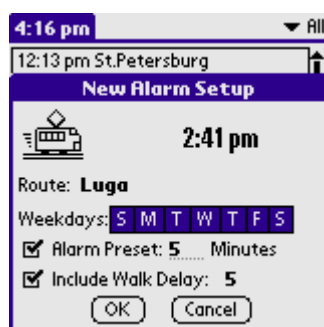 4:16 pm All
12:13 pm St.Petersburg
New Alarm Setup
2:41 pm
Route: Luga
Weekdays: S M T W T F S
Alarm Preset: 5 Minutes
Include Walk Delay: 5
OK Cancel